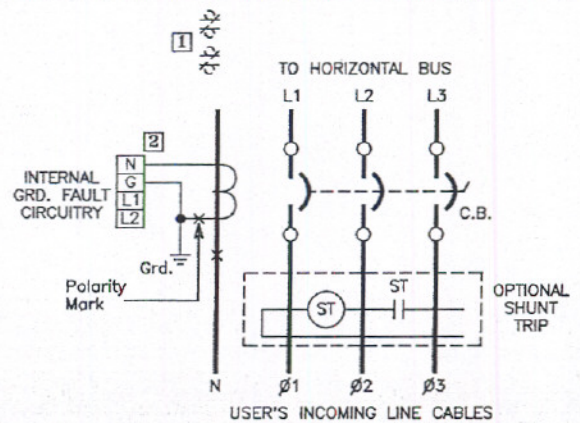 1
TO HORIZONTAL BUS
L1 L2 L3
2
INTERNAL
GRD. FAULT
CIRCUITRY
N
G
L1
L2
C.B.
Grd.
Polarity
Mark
ST
ST
OPTIONAL
SHUNT
TRIP
N Ø1 Ø2 Ø3
USER'S INCOMING LINE CABLES